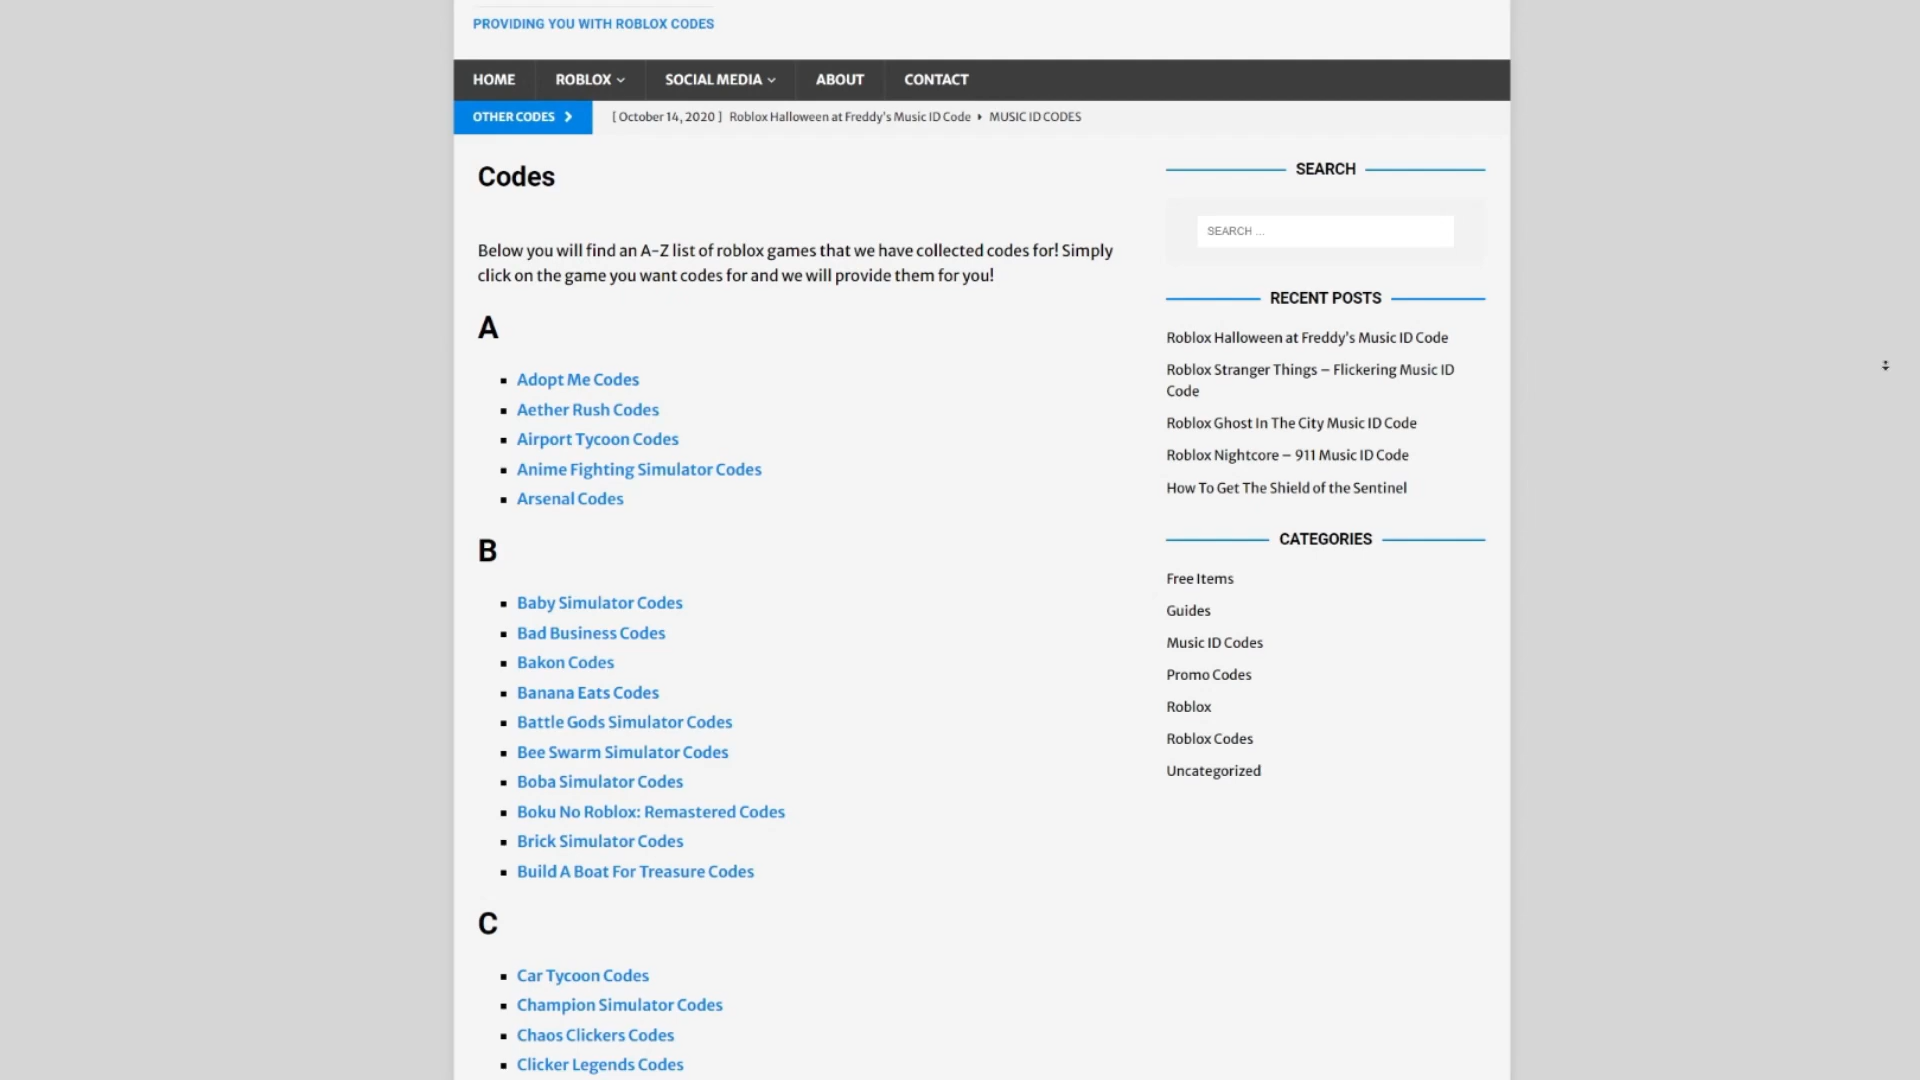 PROVIDING YOU WITH ROBLOX CODES
HOME
ROBLOX
SOCIAL MEDIA
ABOUT
CONTACT
OTHER CODES
[ October 14, 2020 ] Roblox Halloween at Freddy's Music ID Code
MUSIC ID CODES
Codes
Below you will find an A-Z list of roblox games that we have collected codes for! Simply
click on the game you want codes for and we will provide them for you!
A
Adopt Me Codes
Aether Rush Codes
Airport Tycoon Codes
Anime Fighting Simulator Codes
Arsenal Codes
B
Baby Simulator Codes
Bad Business Codes
Bakon Codes
Banana Eats Codes
Battle Gods Simulator Codes
Bee Swarm Simulator Codes
Boba Simulator Codes
Boku No Roblox: Remastered Codes
Brick Simulator Codes
Build A Boat For Treasure Codes
C
Car Tycoon Codes
Champion Simulator Codes
Chaos Clickers Codes
Clicker Legends Codes
SEARCH
SEARCH ...
RECENT POSTS
Roblox Halloween at Freddy's Music ID Code
Roblox Stranger Things – Flickering Music ID
Code
Roblox Ghost In The City Music ID Code
Roblox Nightcore – 911 Music ID Code
How To Get The Shield of the Sentinel
CATEGORIES
Free Items
Guides
Music ID Codes
Promo Codes
Roblox
Roblox Codes
Uncategorized